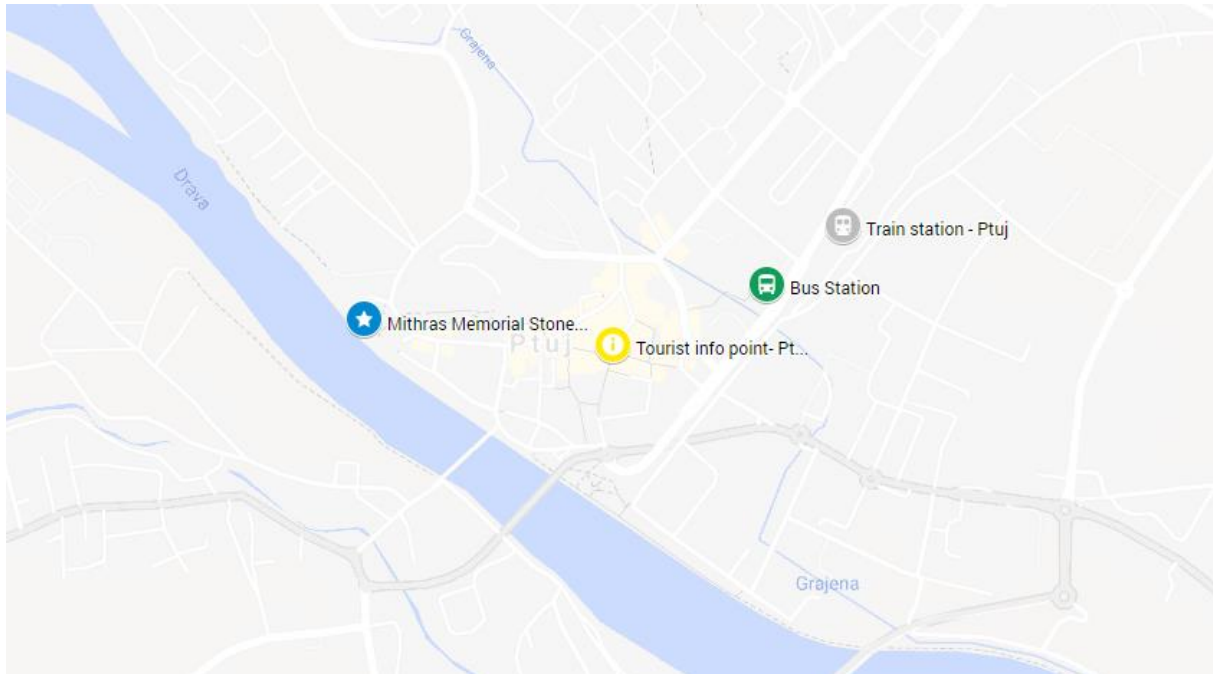 Grajena
Drava
Train station - Ptuj
Bus Station
Mithras Memorial Stone...
Ptuj
Tourist info point- Pt...
Grajena